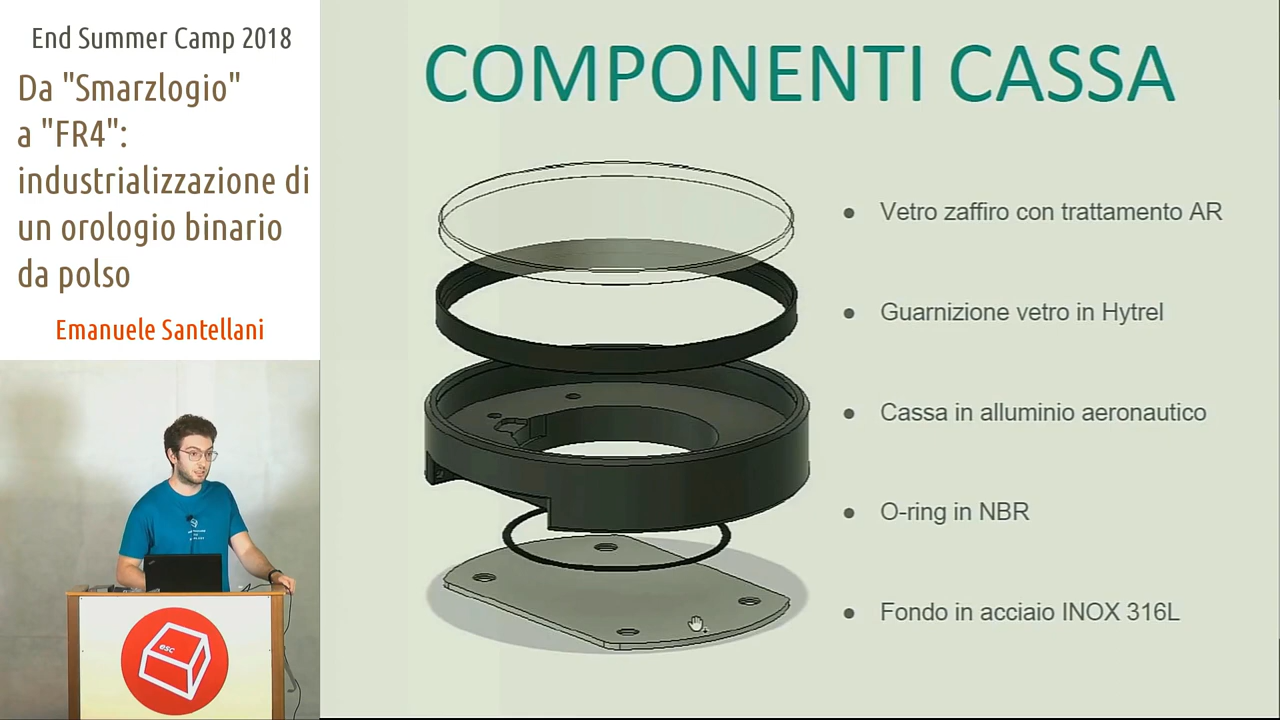 End Summer Camp 2018
Da "Smarzlogio"
a "FR4":
industrializzazione di
un orologio binario
da polso
Emanuele Santellani
esc
COMPONENTI CASSA
● Vetro zaffiro con trattamento AR
● Guarnizione vetro in Hytrel
● Cassa in alluminio aeronautico
● O-ring in NBR
● Fondo in acciaio INOX 316L